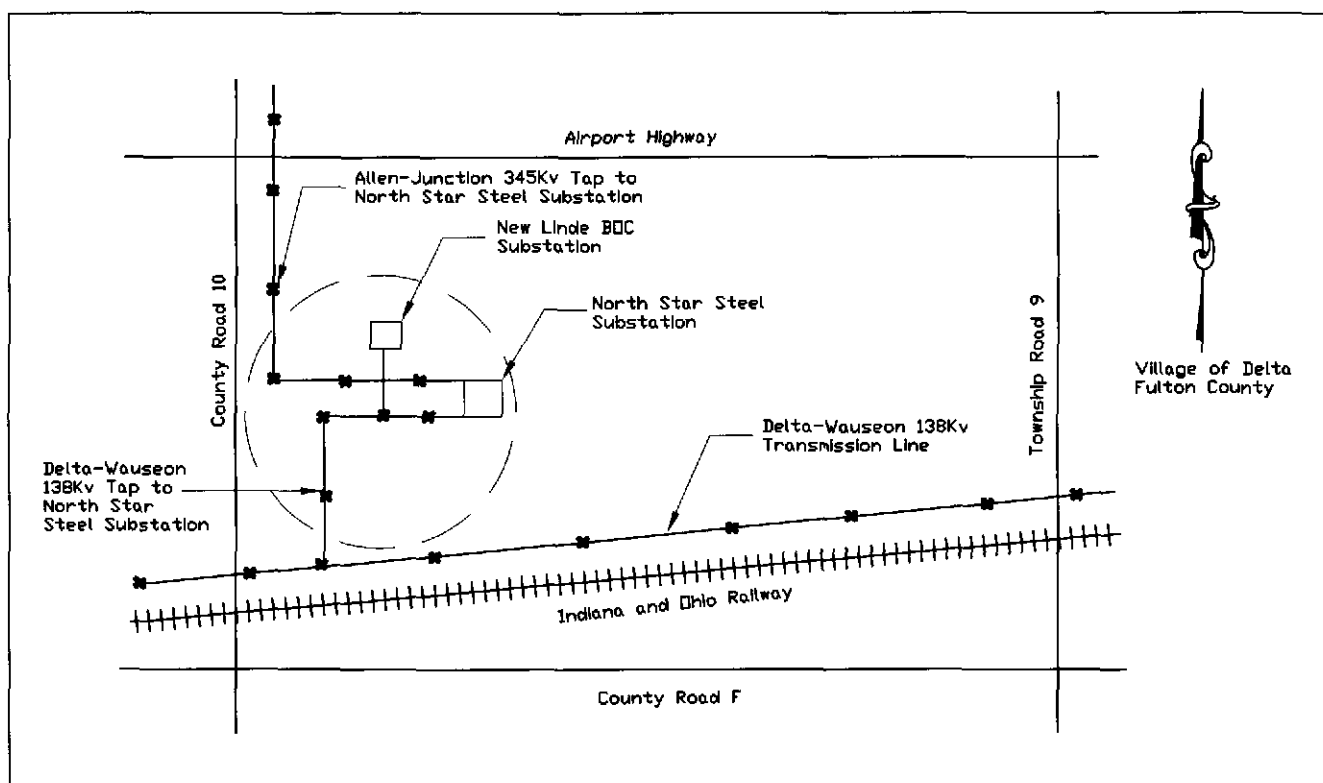 Airport Highway
Allen-Junction 345Kv Tap to
North Star Steel Substation
New Linde BOC
Substation
North Star Steel
Substation
County Road 10
Township Road 9
Village of Delta
Fulton County
Delta-Wauseon 138Kv
Transmission Line
Delta-Wauseon
138Kv Tap to
North Star
Steel Substation
Indiana and Ohio Railway
County Road F